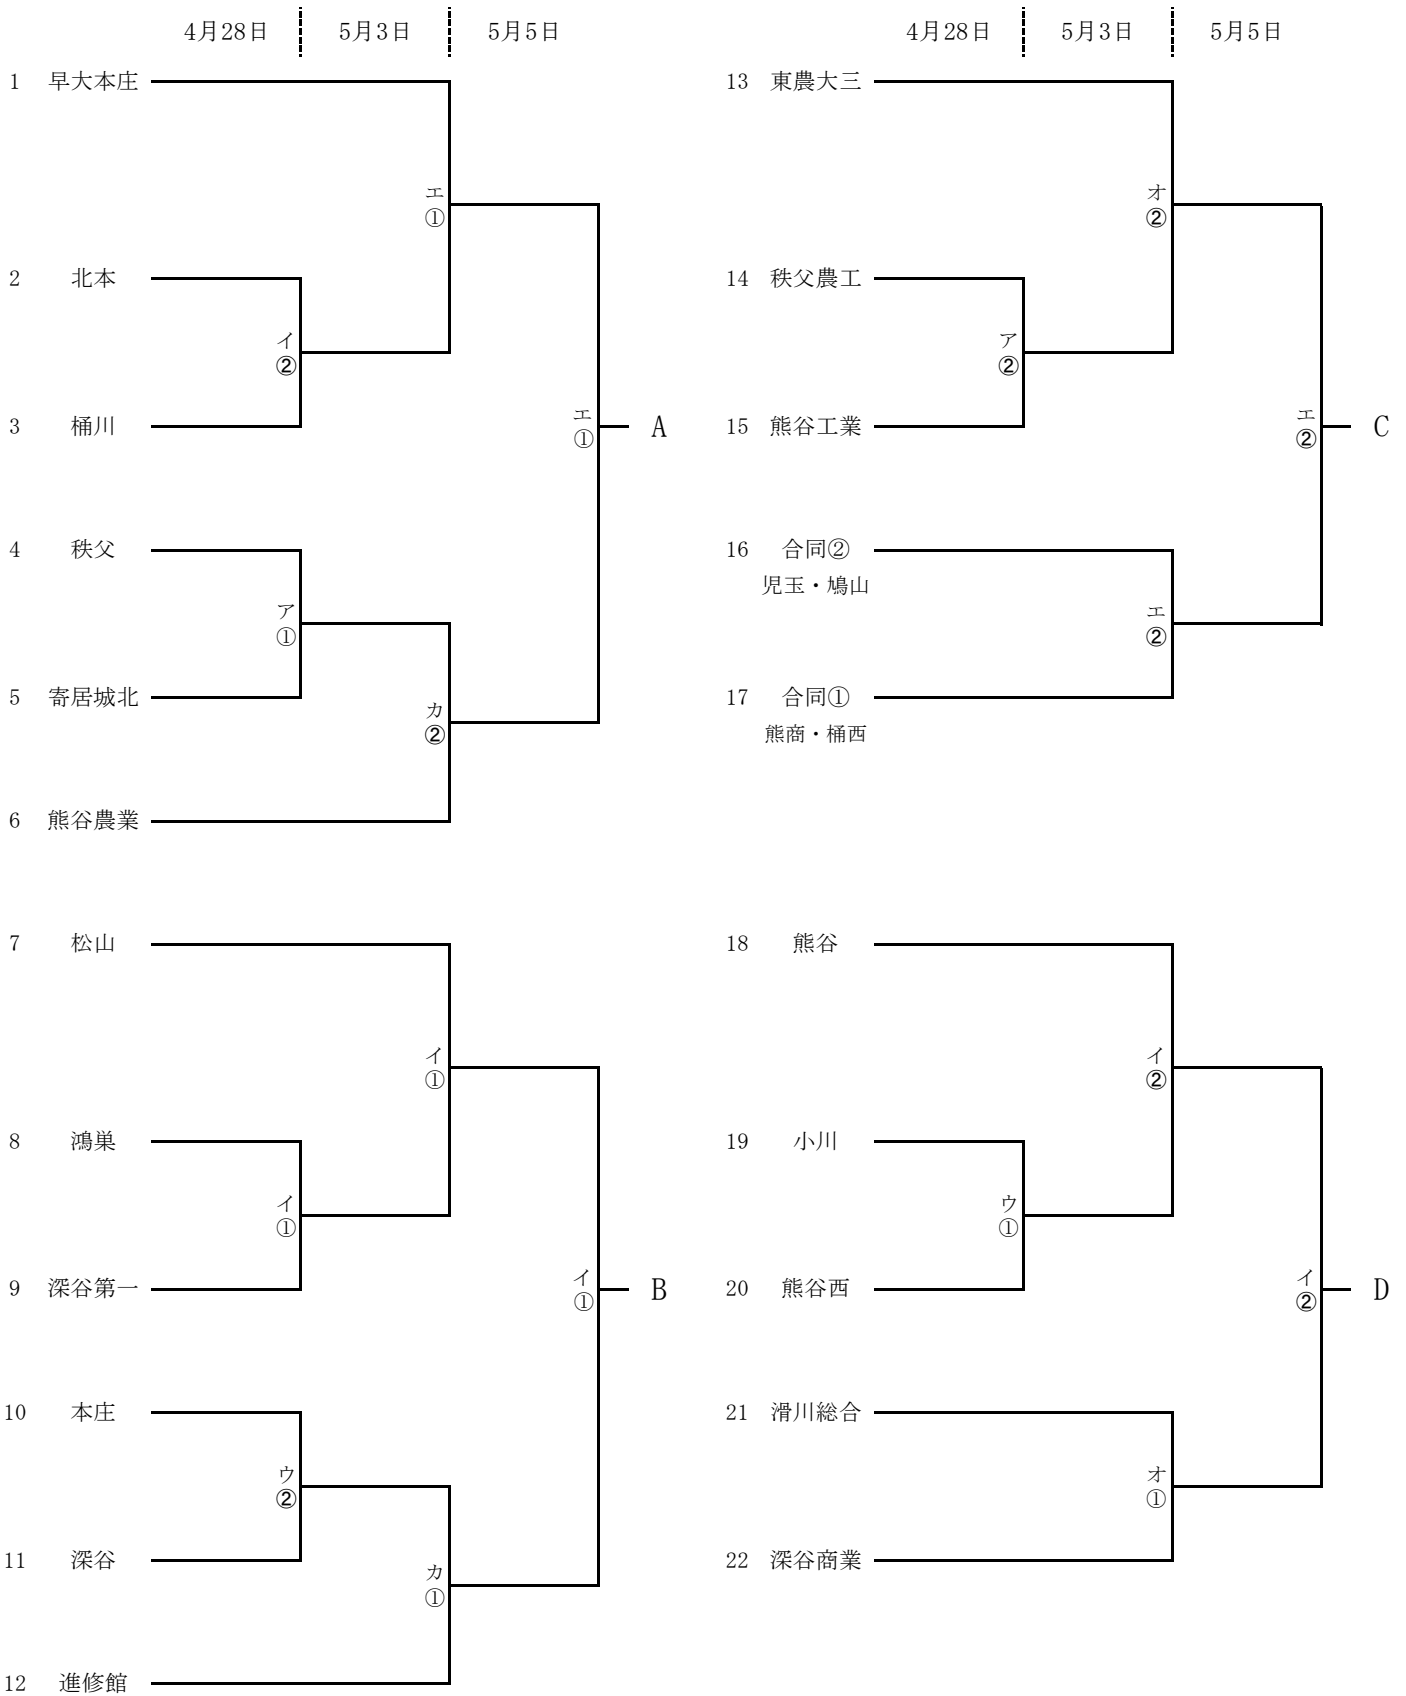 4月28日 5月3日 5月5日
1 早大本庄
エ
①
2 北本
イ
②
3 桶川
エ
①
A
4 秩父
ア
①
5 寄居城北
カ
②
6 熊谷農業
7 松山
イ
①
8 鴻巣
イ
①
9 深谷第一
イ
①
B
10 本庄
ウ
②
11 深谷
カ
①
12 進修館
4月28日 5月3日 5月5日
13 東農大三
オ
②
14 秩父農工
ア
②
15 熊谷工業
エ
②
C
16 合同②
児玉・鳩山
エ
②
17 合同①
熊商・桶西
18 熊谷
イ
②
19 小川
ウ
①
20 熊谷西
イ
②
D
21 滑川総合
オ
①
22 深谷商業